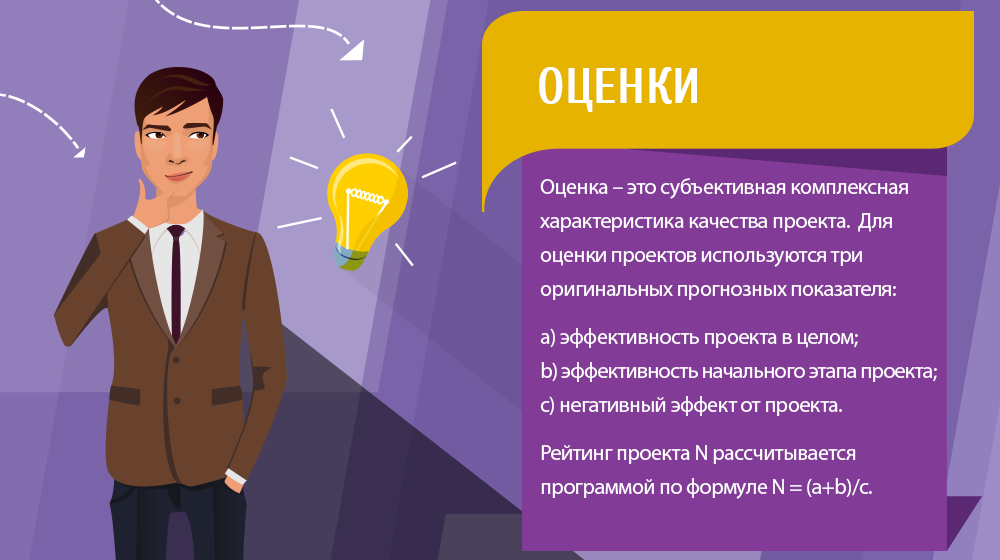 ОЦЕНКИ
Оценка – это субъективная комплексная
характеристика качества проекта.  Для
оценки проектов используются три
оригинальных прогнозных показателя:
a) эффективность проекта в целом;
b) эффективность начального этапа проекта;
c) негативный эффект от проекта.
Рейтинг проекта N рассчитывается
программой по формуле N = (a+b)/c.